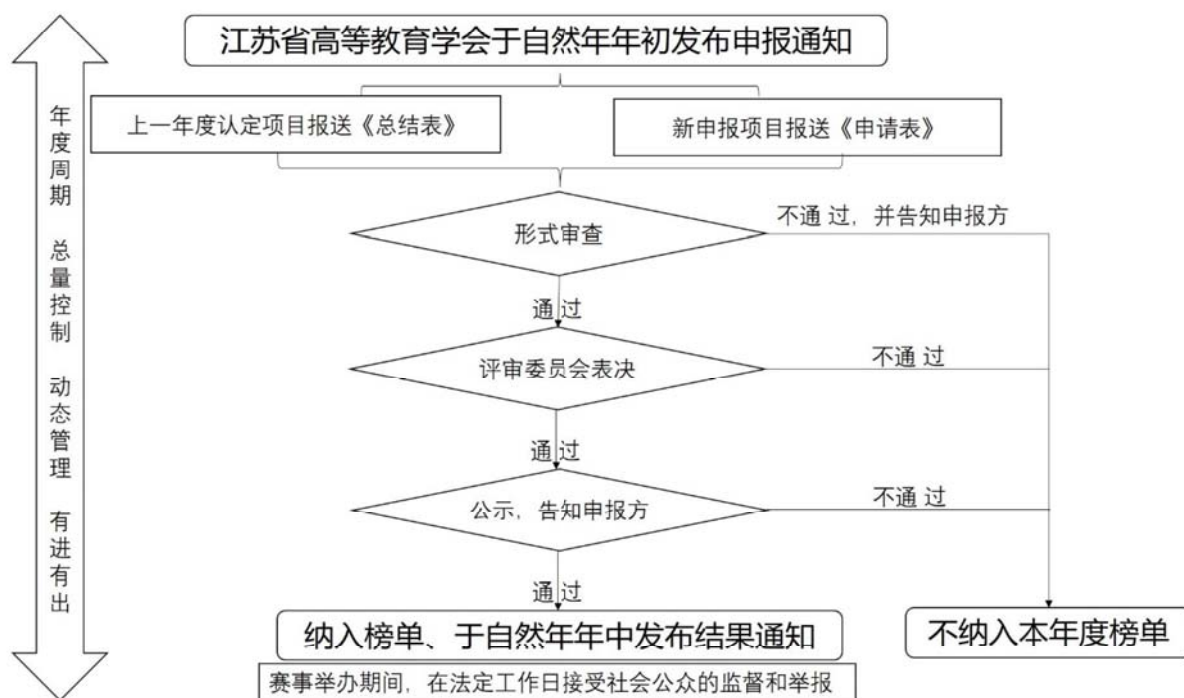 江苏省高等教育学会于自然年年初发布申报通知
上一年度认定项目报送《总结表》
新申报项目报送《申请表》
年度周期 总量控制 动态管理 有进有出
形式审查
不通 过，并告知申报方
通 过
评审委员会表决
不通 过
通 过
公示，告知申报方
不通 过
通 过
纳入榜单、于自然年年中发布结果通知
不纳入本年度榜单
赛事举办期间，在法定工作日接受社会公众的监督和举报